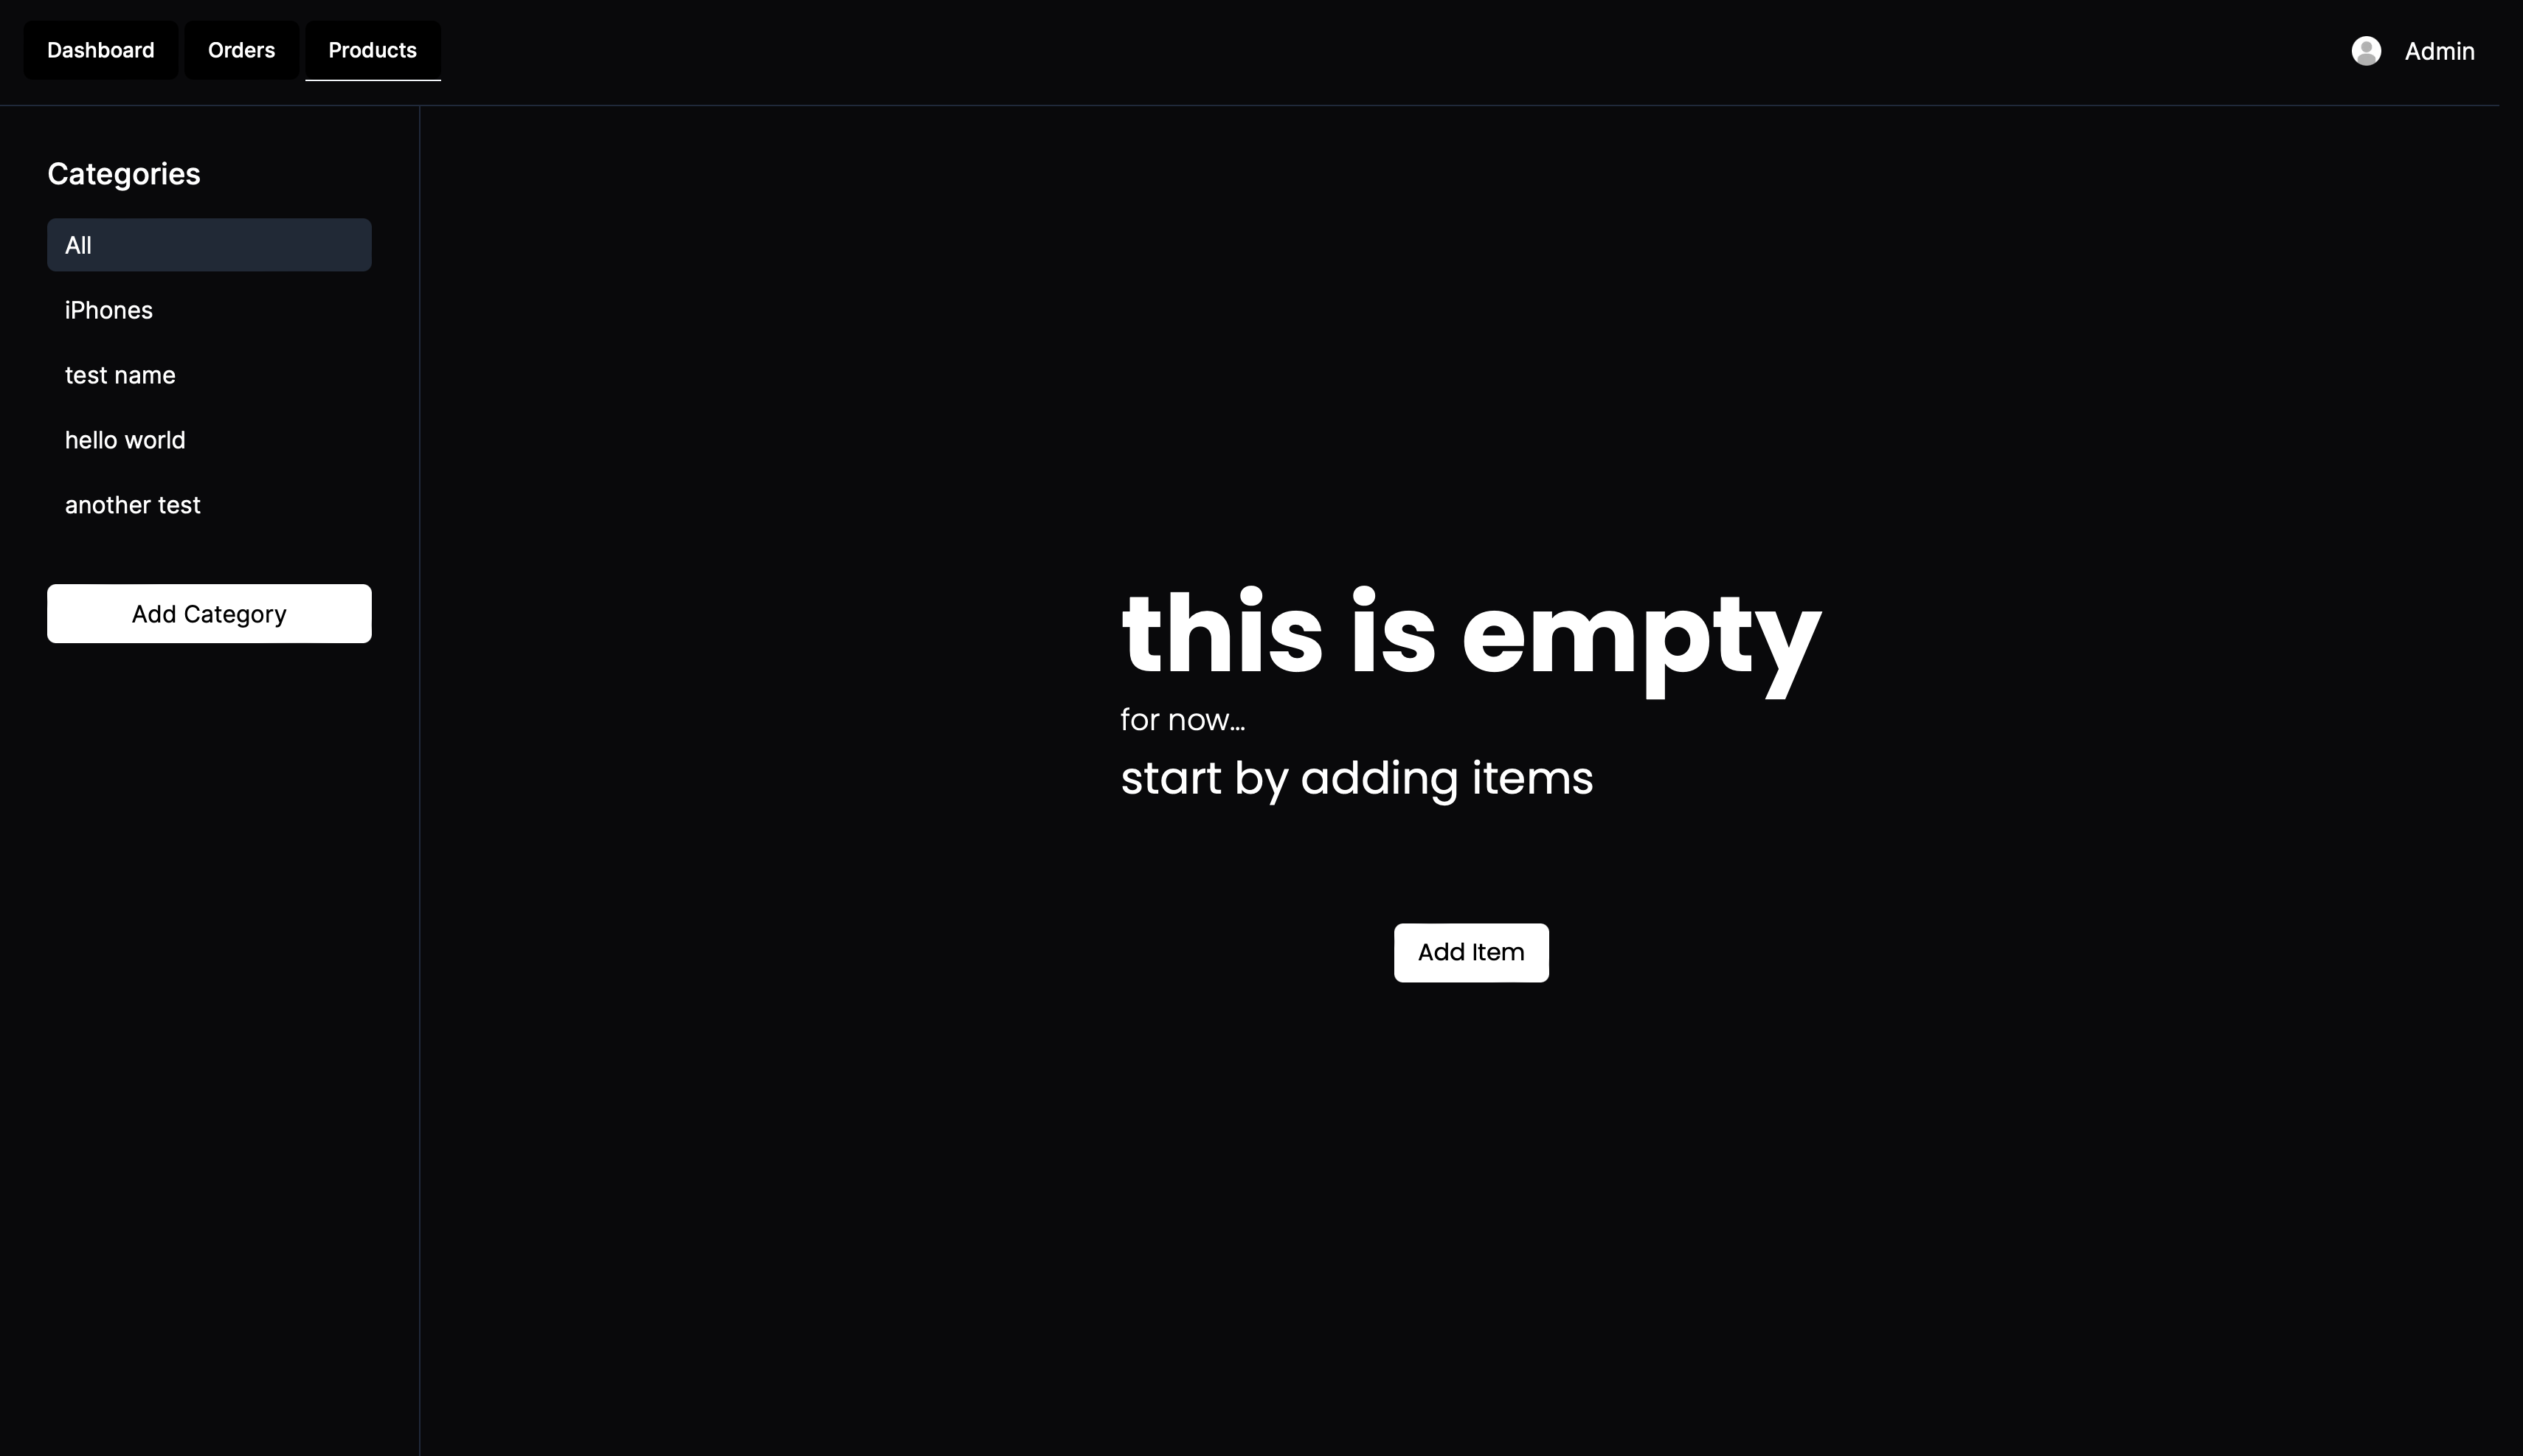 Dashboard Orders Products Admin
Categories
All
iPhones
test name
hello world
another test
Add Category
this is empty
for now...
start by adding items
Add Item